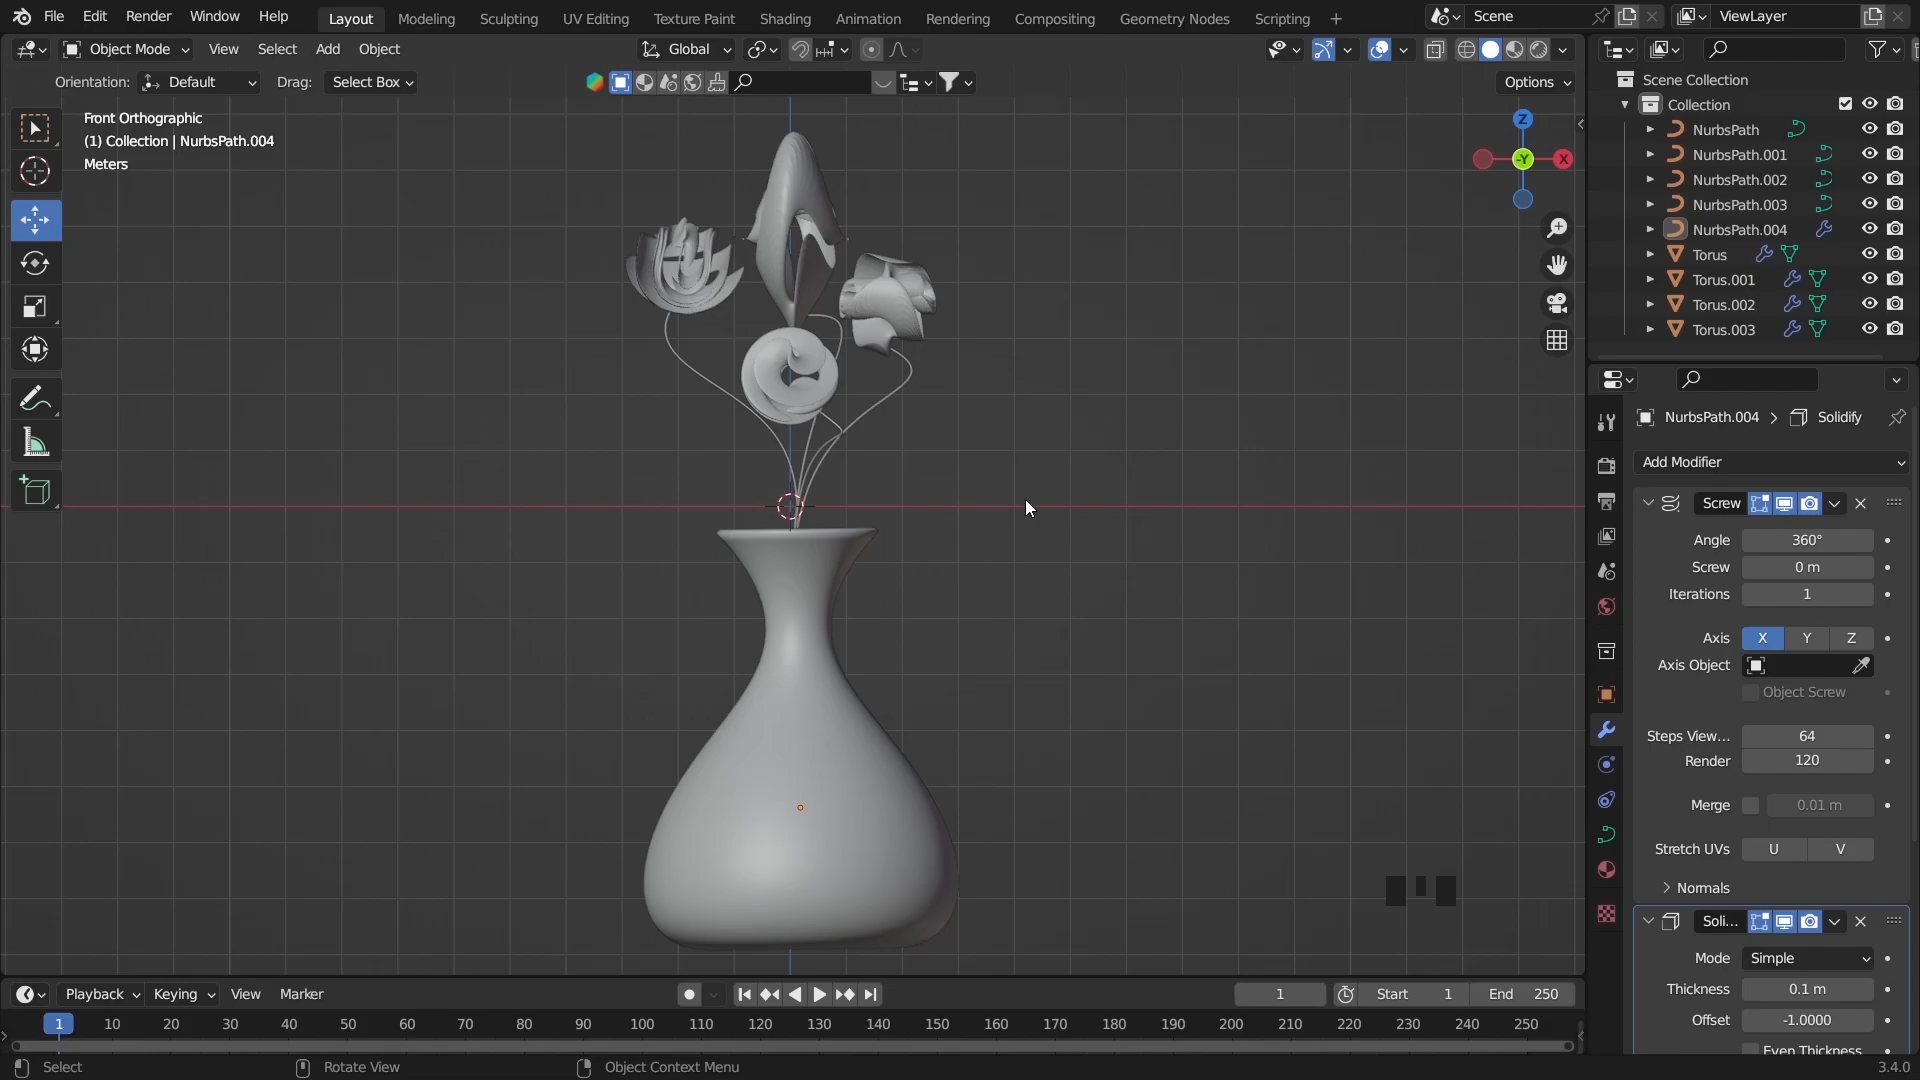 File Edit Render Window Help Layout Modeling Sculpting UV Editing Texture Paint Shading Animation Rendering Compositing Geometry Nodes Scripting + Scene ViewLayer
Object Mode View Select Add Object Global
Orientation: Default Drag: Select Box Options
Front Orthographic
(1) Collection | NurbsPath.004
Meters
Z
-Y
X
Scene Collection
Collection
NurbsPath
NurbsPath.001
NurbsPath.002
NurbsPath.003
NurbsPath.004
Torus
Torus.001
Torus.002
Torus.003
NurbsPath.004 > Solidify
Add Modifier
Screw
Angle 360°
Screw 0 m
Iterations 1
Axis X Y Z
Axis Object
Object Screw
Steps View... 64
Render 120
Merge 0.01 m
Stretch UVs U V
Normals
Soli...
Mode Simple
Thickness 0.1 m
Offset -1.0000
Even Thickness
Playback Keying View Marker 1 Start 1 End 250
1 10 20 30 40 50 60 70 80 90 100 110 120 130 140 150 160 170 180 190 200 210 220 230 240 250
Select Rotate View Object Context Menu 3.4.0